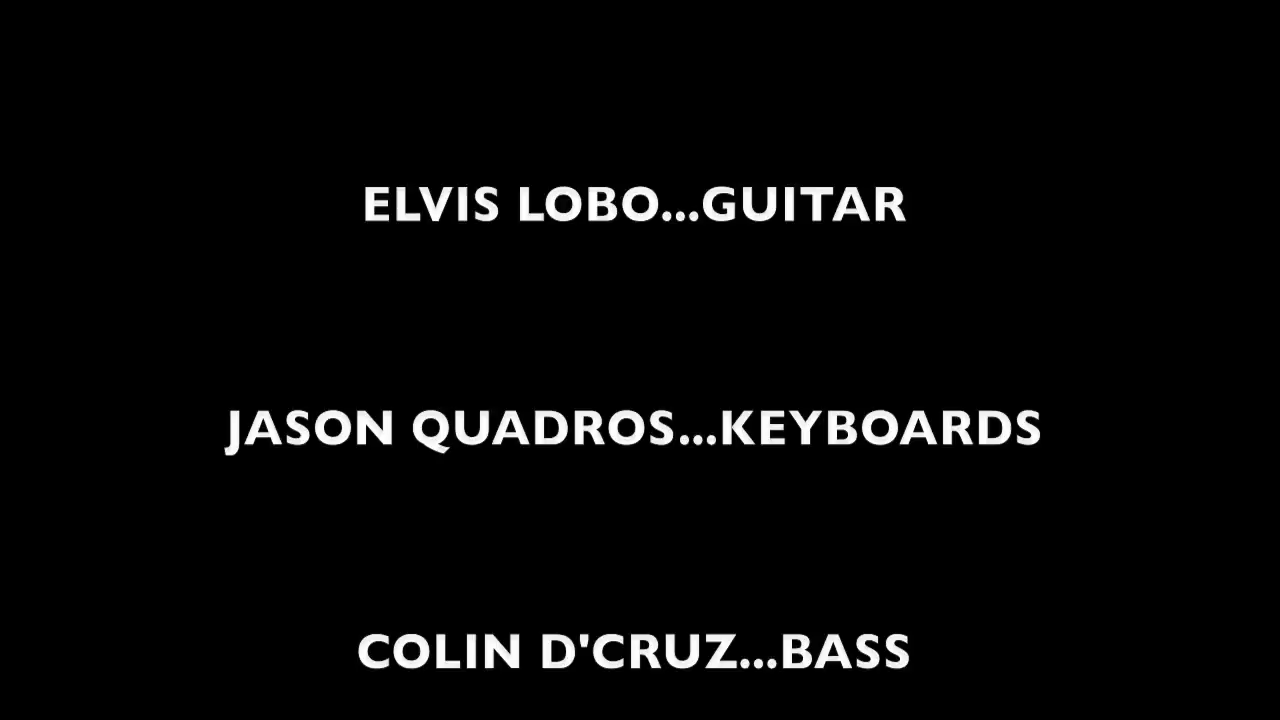 ELVIS LOBO...GUITAR
JASON QUADROS...KEYBOARDS
COLIN D'CRUZ...BASS